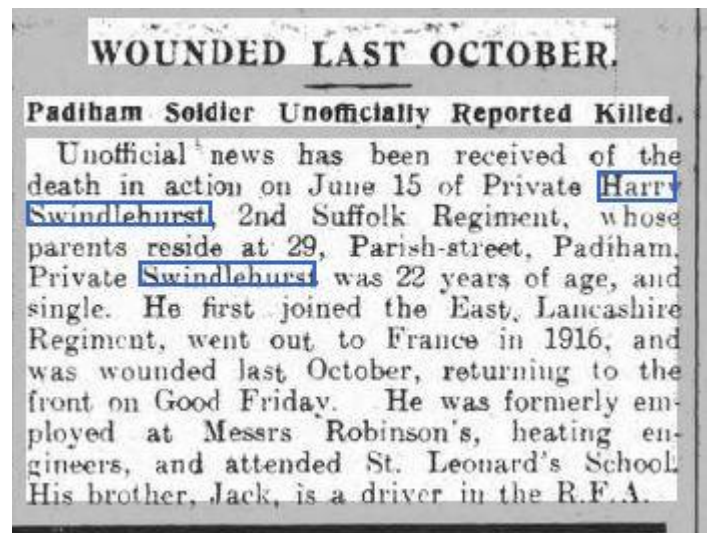 WOUNDED LAST OCTOBER.
Padiham Soldier Unofficially Reported Killed.
Unofficial news has been received of the
death in action on June 15 of Private Harry
Swindlehurst, 2nd Suffolk Regiment, whose
parents reside at 29, Parish-street, Padiham.
Private Swindlehurst was 22 years of age, and
single. He first joined the East Lancashire
Regiment, went out to France in 1916, and
was wounded last October, returning to the
front on Good Friday. He was formerly em-
ployed at Messrs Robinson's, heating en-
gineers, and attended St. Leonard's School.
His brother, Jack, is a driver in the R.F.A.